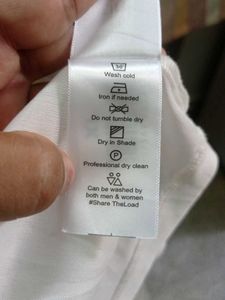 30°
Wash cold
Iron if needed
Do not tumble dry
Dry in Shade
P
Professional dry clean
Can be washed by
both men & women
#Share TheLoad